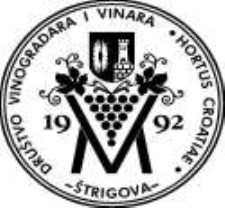 DRUŠTVO VINOGRADARA I VINARA • HORTUS CROATIAE •
19 92
M
-ŠTRIGOVA-